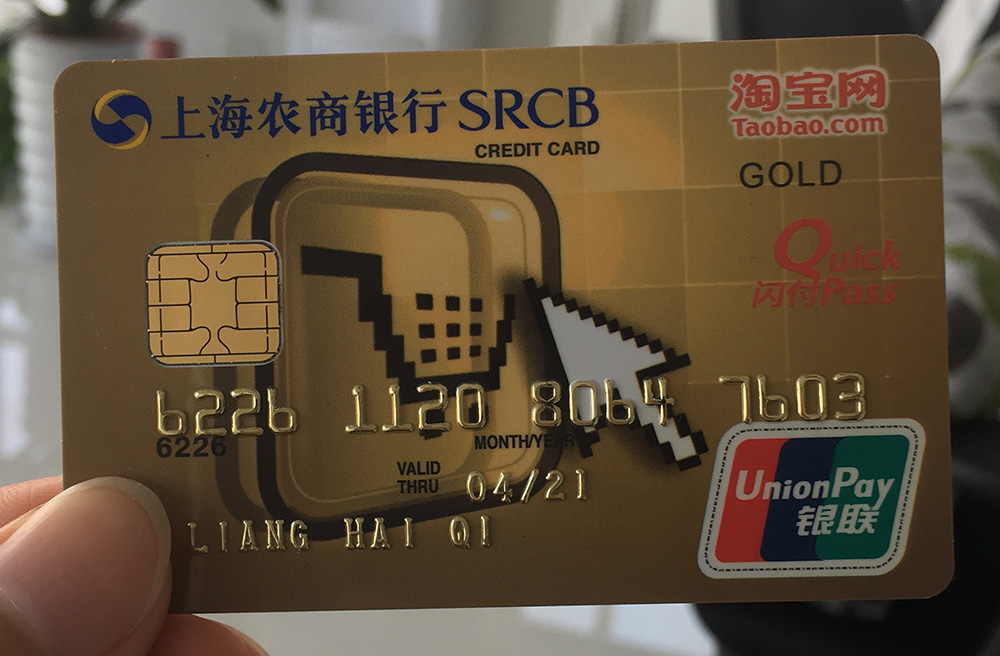 上海农商银行 SRCB
CREDIT CARD
淘宝网
Taobao.com
GOLD
Quick
闪付Pass
6226 1120 8064 7603
6226
MONTH/YEAR
VALID
THRU 04/21
LIANG HAI QI
UnionPay
银联